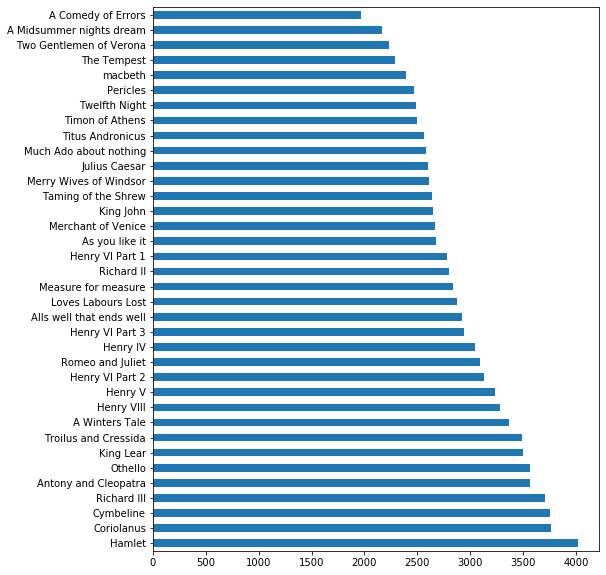 A Comedy of Errors
A Midsummer nights dream
Two Gentlemen of Verona
The Tempest
macbeth
Pericles
Twelfth Night
Timon of Athens
Titus Andronicus
Much Ado about nothing
Julius Caesar
Merry Wives of Windsor
Taming of the Shrew
King John
Merchant of Venice
As you like it
Henry VI Part 1
Richard II
Measure for measure
Loves Labours Lost
Alls well that ends well
Henry VI Part 3
Henry IV
Romeo and Juliet
Henry VI Part 2
Henry V
Henry VIII
A Winters Tale
Troilus and Cressida
King Lear
Othello
Antony and Cleopatra
Richard III
Cymbeline
Coriolanus
Hamlet
0 500 1000 1500 2000 2500 3000 3500 4000